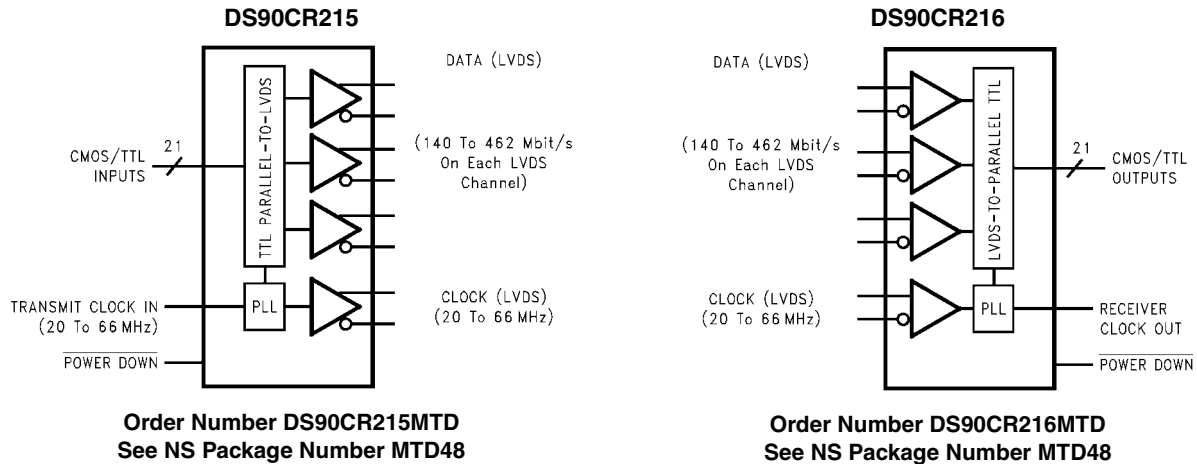 DS90CR215
DATA (LVDS)
TTL PARALLEL-TO-LVDS
21
CMOS/TTL
INPUTS
(140 To 462 Mbit/s
On Each LVDS
Channel)
TRANSMIT CLOCK IN
(20 To 66 MHz)
PLL
CLOCK (LVDS)
(20 To 66 MHz)
POWER DOWN
Order Number DS90CR215MTD
See NS Package Number MTD48
DS90CR216
DATA (LVDS)
LVDS-TO-PARALLEL TTL
(140 To 462 Mbit/s
On Each LVDS
Channel)
21
CMOS/TTL
OUTPUTS
CLOCK (LVDS)
(20 To 66 MHz)
PLL
RECEIVER
CLOCK OUT
POWER DOWN
Order Number DS90CR216MTD
See NS Package Number MTD48